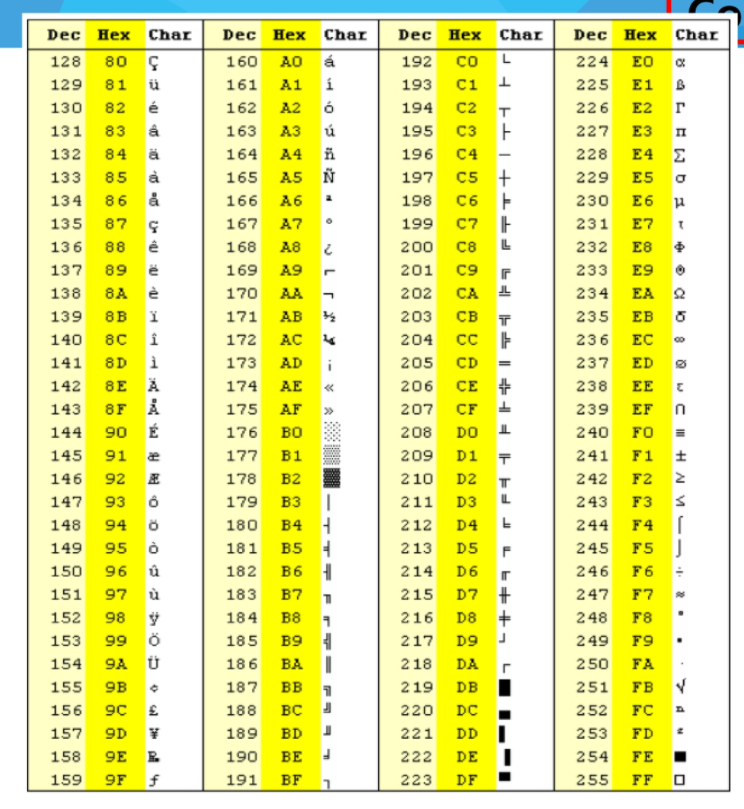 Co
Dec Hex Char Dec Hex Char Dec Hex Char Dec Hex Char
128 80 Ç 160 A0 á 192 C0 └ 224 E0 α
129 81 ü 161 A1 í 193 C1 ┴ 225 E1 ß
130 82 é 162 A2 ó 194 C2 ┬ 226 E2 Γ
131 83 â 163 A3 ú 195 C3 ├ 227 E3 π
132 84 ä 164 A4 ñ 196 C4 ─ 228 E4 Σ
133 85 à 165 A5 Ñ 197 C5 ┼ 229 E5 σ
134 86 å 166 A6 ª 198 C6 ╞ 230 E6 µ
135 87 ç 167 A7 º 199 C7 ╟ 231 E7 τ
136 88 ê 168 A8 ¿ 200 C8 ╚ 232 E8 Φ
137 89 ë 169 A9 ⌐ 201 C9 ╔ 233 E9 Θ
138 8A è 170 AA ¬ 202 CA ╩ 234 EA Ω
139 8B ï 171 AB ½ 203 CB ╦ 235 EB δ
140 8C î 172 AC ¼ 204 CC ╠ 236 EC ∞
141 8D ì 173 AD ¡ 205 CD ═ 237 ED ∅
142 8E Ä 174 AE « 206 CE ╬ 238 EE ε
143 8F Å 175 AF » 207 CF ╧ 239 EF ∩
144 90 É 176 B0 ░ 208 D0 ╨ 240 F0 ≡
145 91 æ 177 B1 ▒ 209 D1 ╤ 241 F1 ±
146 92 Æ 178 B2 ▓ 210 D2 ╥ 242 F2 ≥
147 93 ô 179 B3 │ 211 D3 ╙ 243 F3 ≤
148 94 ö 180 B4 ┤ 212 D4 ╘ 244 F4 ⌠
149 95 ò 181 B5 ╡ 213 D5 ╒ 245 F5 ⌡
150 96 û 182 B6 ╢ 214 D6 ╓ 246 F6 ÷
151 97 ù 183 B7 ╖ 215 D7 ╫ 247 F7 ≈
152 98 ÿ 184 B8 ╕ 216 D8 ╪ 248 F8 °
153 99 Ö 185 B9 ╣ 217 D9 ┘ 249 F9 ∙
154 9A Ü 186 BA ║ 218 DA ┌ 250 FA ·
155 9B ¢ 187 BB ╗ 219 DB █ 251 FB √
156 9C £ 188 BC ╝ 220 DC ▄ 252 FC ⁿ
157 9D ¥ 189 BD ╜ 221 DD ▌ 253 FD ²
158 9E ₧ 190 BE ╛ 222 DE ▐ 254 FE ■
159 9F ƒ 191 BF ┐ 223 DF ▀ 255 FF □